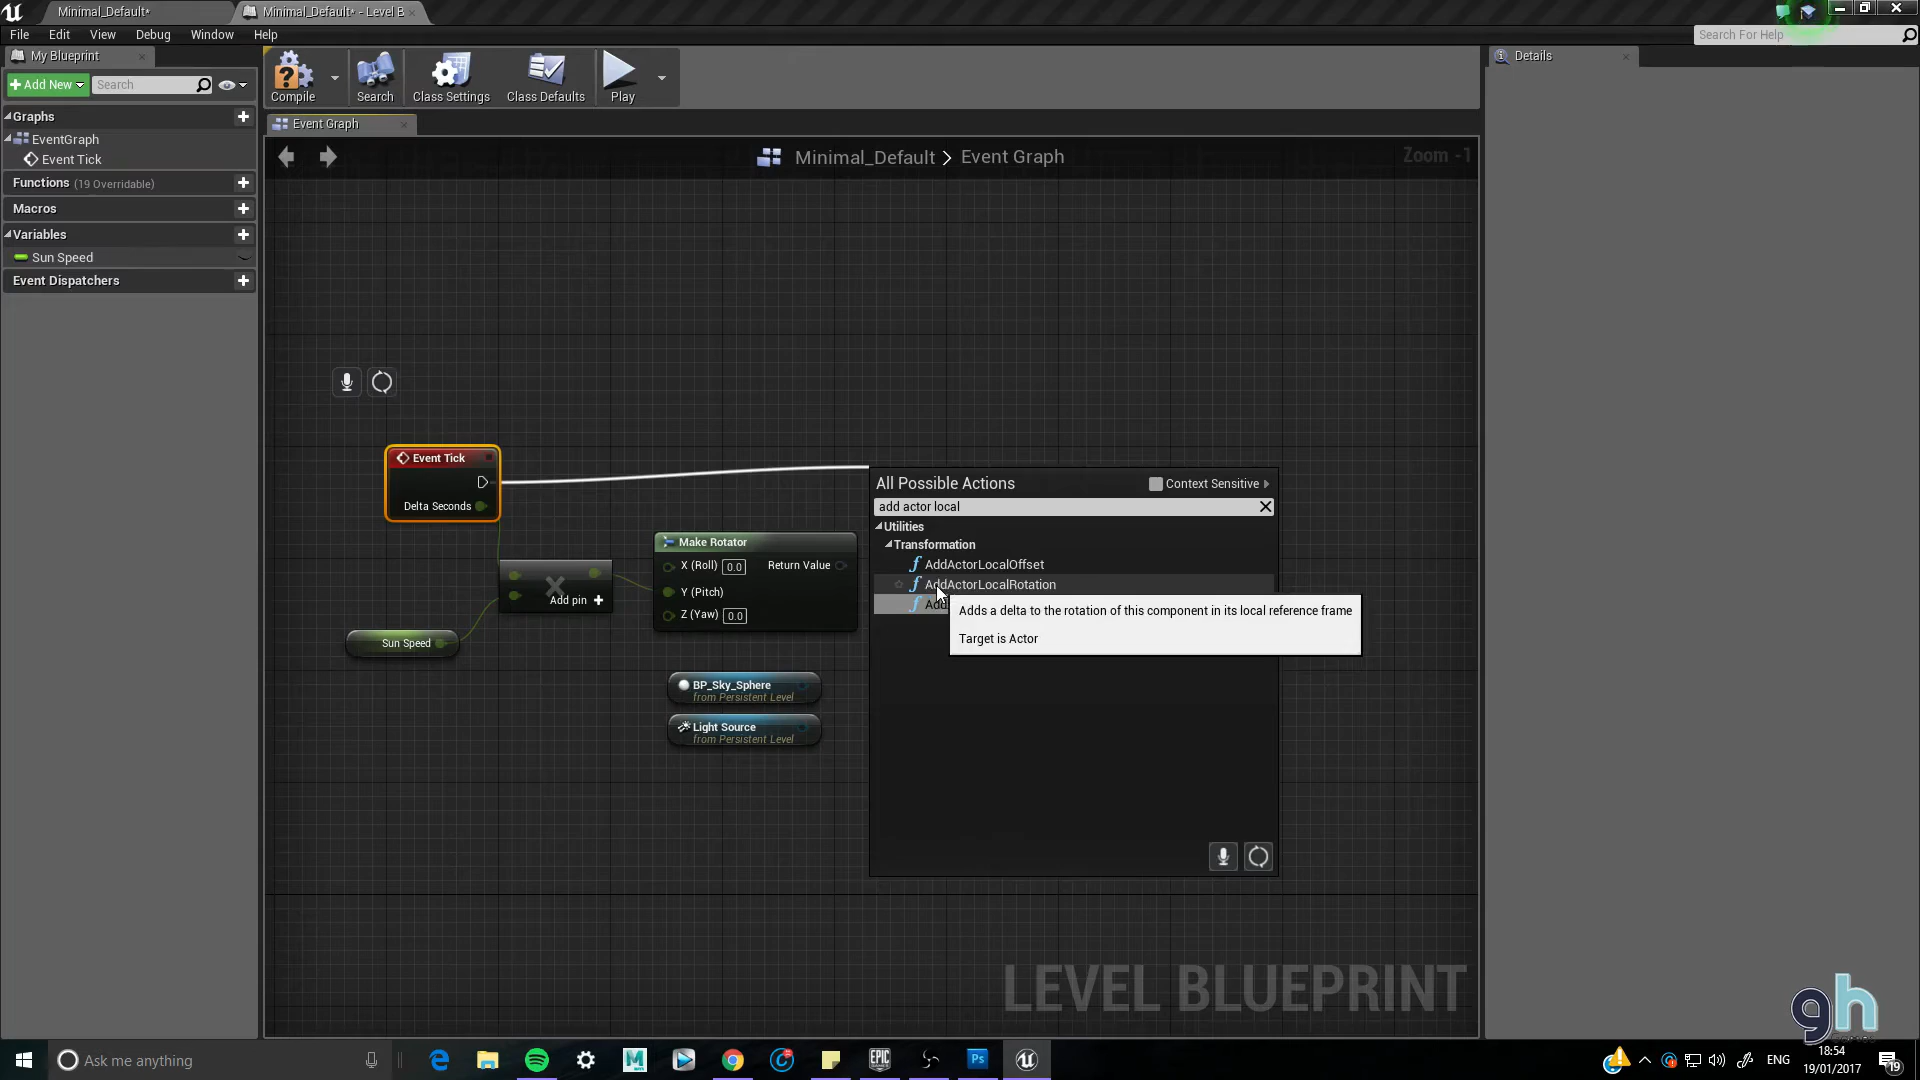 Minimal_Default*
Minimal_Default* - Level B
File Edit View Debug Window Help
Search For Help
My Blueprint
Details
Add New
Search
Compile
Search
Class Settings
Class Defaults
Play
Graphs
Event Graph
EventGraph
Event Tick
Minimal_Default > Event Graph
Zoom -1
Functions (19 Overridable)
Macros
Variables
Sun Speed
Event Dispatchers
Event Tick
Delta Seconds
All Possible Actions
Context Sensitive
add actor local
Utilities
Transformation
AddActorLocalOffset
AddActorLocalRotation
Add
Adds a delta to the rotation of this component in its local reference frame
Target is Actor
Make Rotator
X (Roll) 0.0 Return Value
Y (Pitch)
Z (Yaw) 0.0
Add pin
Sun Speed
BP_Sky_Sphere
from Persistent Level
Light Source
from Persistent Level
LEVEL BLUEPRINT
gh
Ask me anything
EPIC
Ps
ENG
18:54
19/01/2017
19